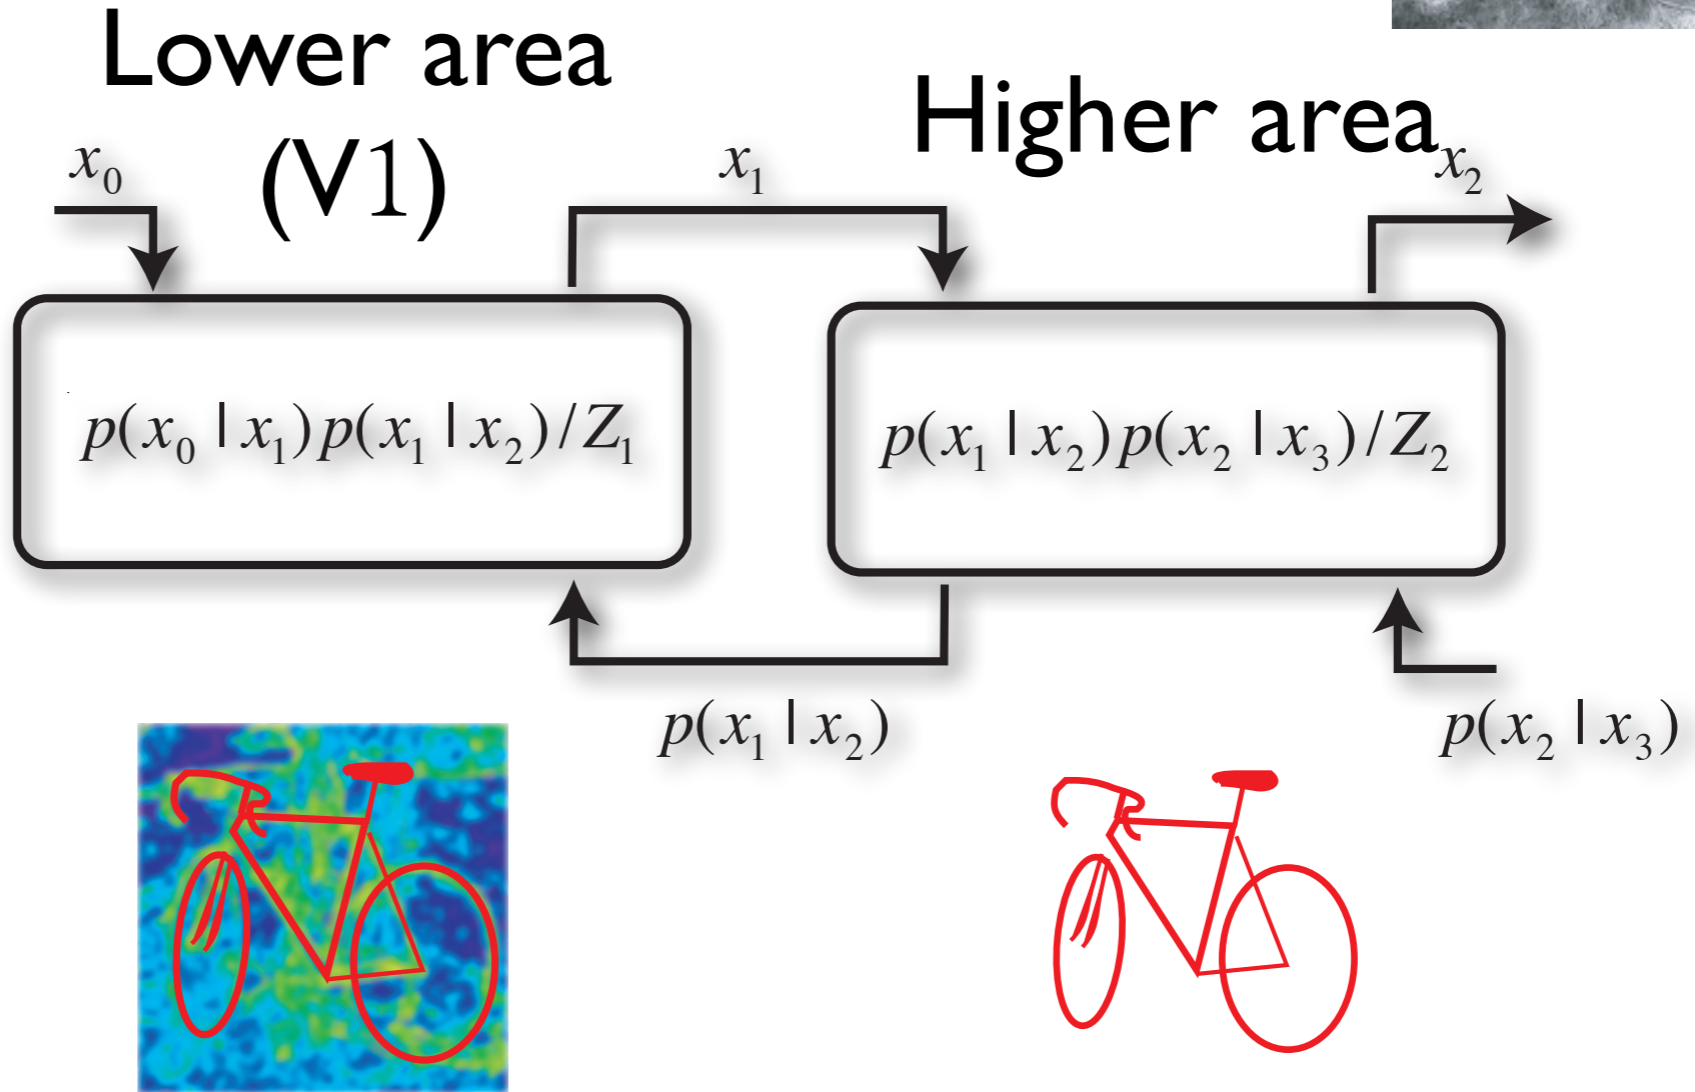 Lower area
(V1)
Higher area
x₀
x₁
x₂
p(x₀ | x₁)p(x₁ | x₂)/Z₁
p(x₁ | x₂)p(x₂ | x₃)/Z₂
p(x₁ | x₂)
p(x₂ | x₃)